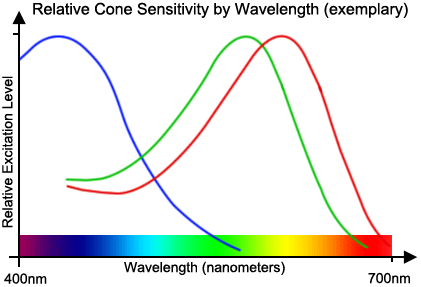 Relative Cone Sensitivity by Wavelength (exemplary)
Relative Excitation Level
Wavelength (nanometers)
400nm
700nm